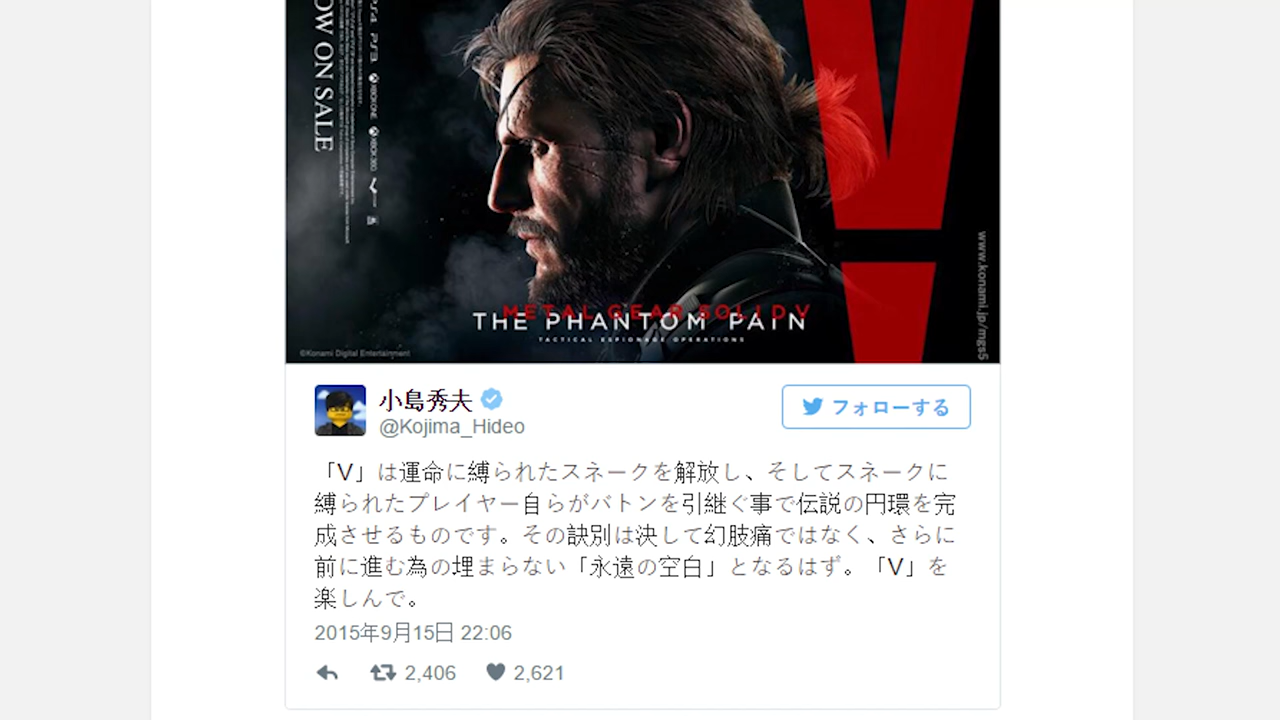 OW ON SALE
PS4 PS3 XBOX ONE XBOX 360
www.konami.jp/mgs5
METAL GEAR SOLID V
THE PHANTOM PAIN
TACTICAL ESPIONAGE OPERATIONS
©Konami Digital Entertainment
小島秀夫
@Kojima_Hideo
フォローする
「V」は運命に縛られたスネークを解放し、そしてスネークに
縛られたプレイヤー自らがバトンを引継ぐ事で伝説の円環を完
成させるものです。その訣別は決して幻肢痛ではなく、さらに
前に進む為の埋まらない「永遠の空白」となるはず。「V」を
楽しんで。
2015年9月15日 22:06
2,406 2,621